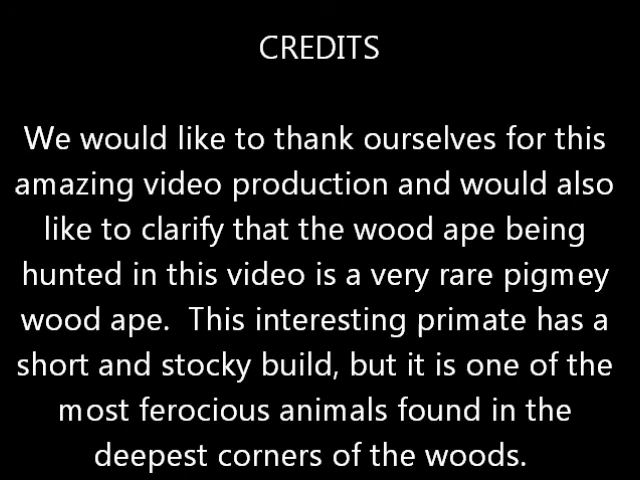 CREDITS
We would like to thank ourselves for this
amazing video production and would also
like to clarify that the wood ape being
hunted in this video is a very rare pigmey
wood ape.  This interesting primate has a
short and stocky build, but it is one of the
most ferocious animals found in the
deepest corners of the woods.